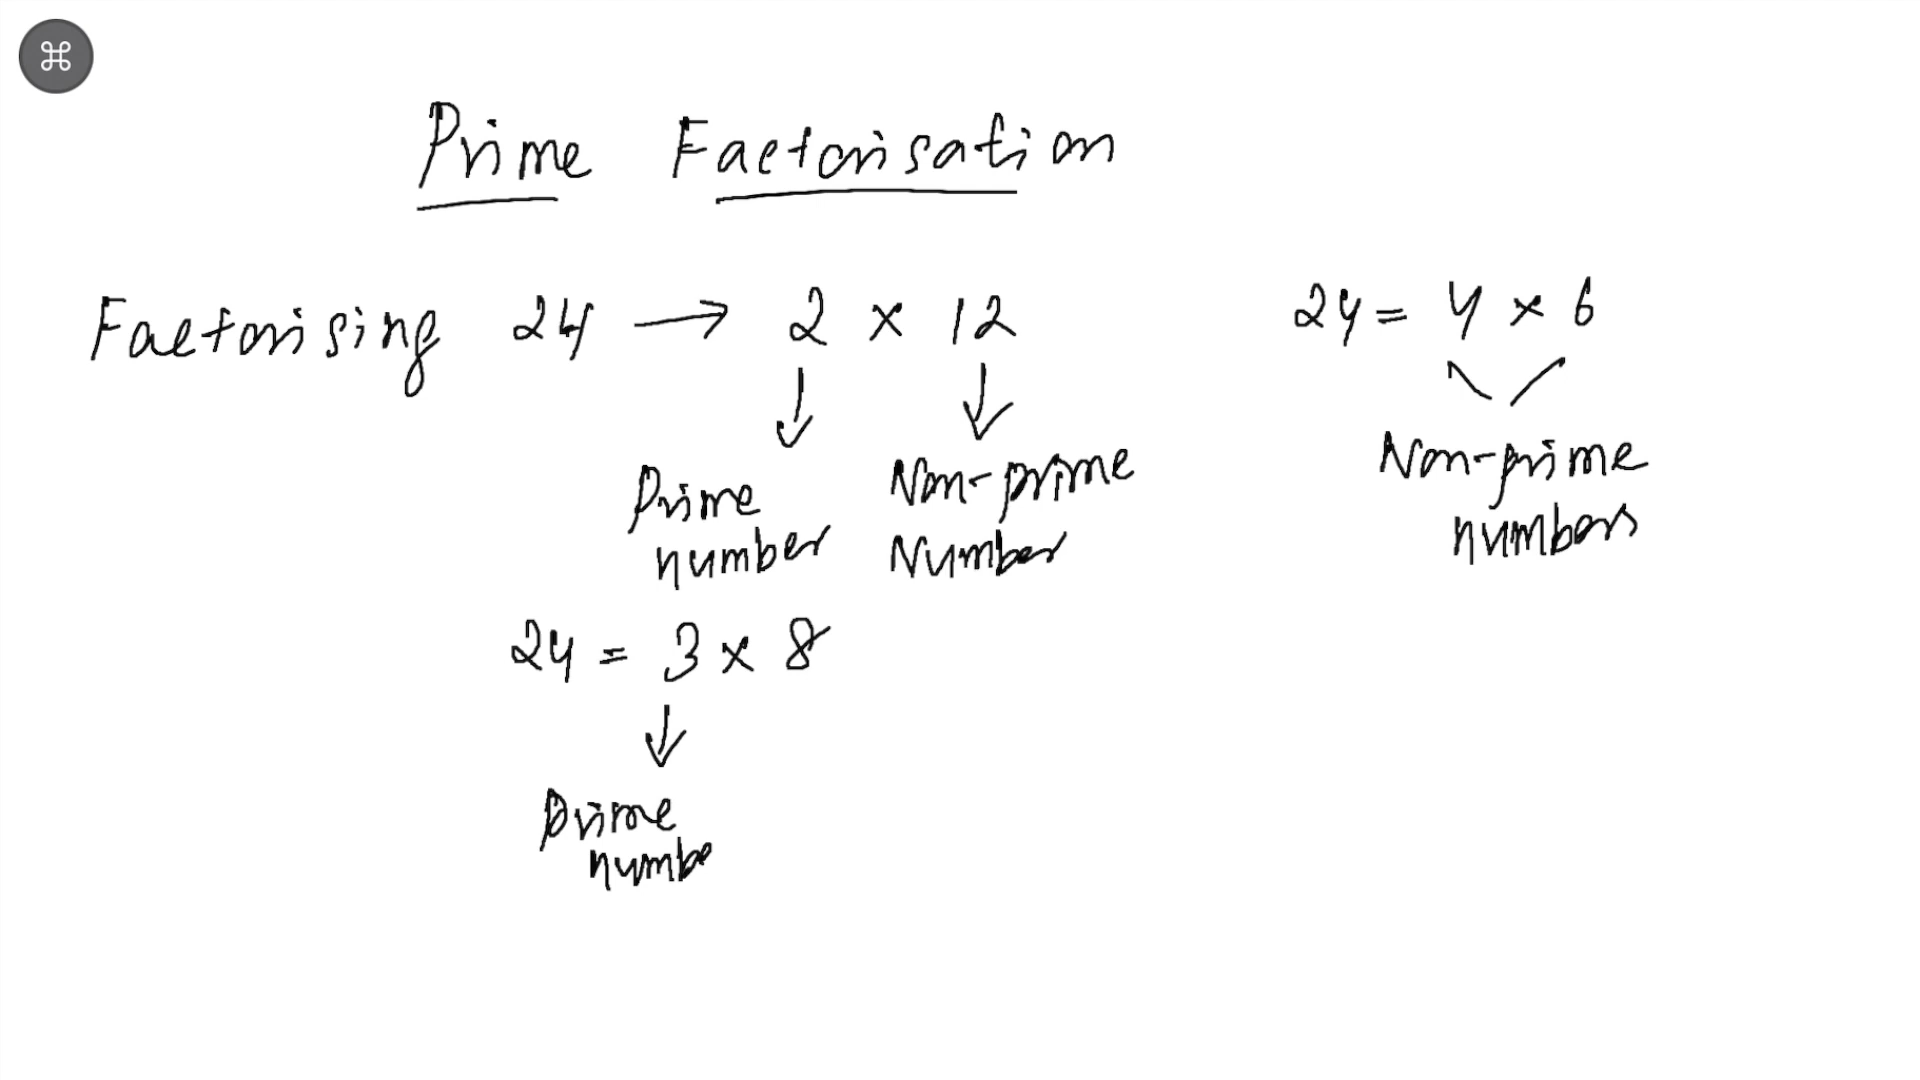 Prime Factorisation
Factorising 24 → 2 × 12
24 = 4 × 6
Prime number
Non-prime Number
Non-prime numbers
24 = 3 × 8
Prime numbe